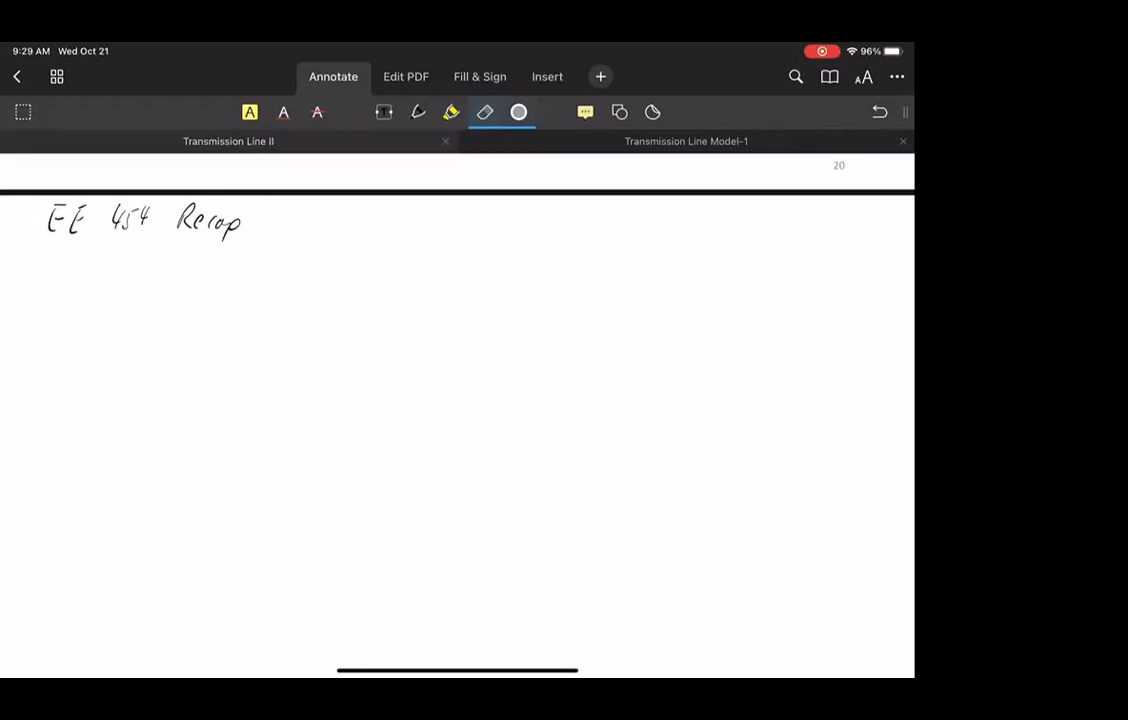 9:29 AM Wed Oct 21
96%
Annotate Edit PDF Fill & Sign Insert +
AA
A A A T
Transmission Line II × Transmission Line Model-1 ×
20
EE 454 Recap